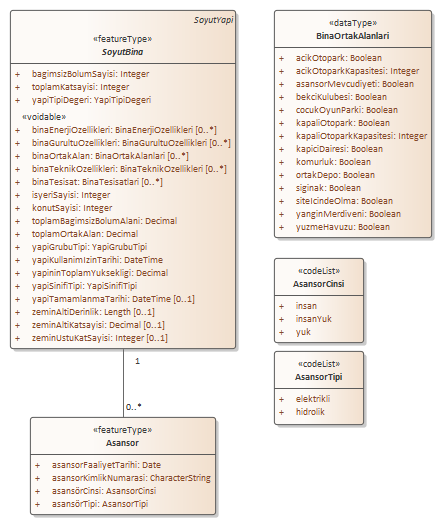 SoyutYapi
«featureType»
SoyutBina
+ bagimsizBolumSayisi: Integer
+ toplamKatsayisi: Integer
+ yapiTipiDegeri: YapiTipiDegeri
«voidable»
+ binaEnerjiOzellikleri: BinaEnerjiOzellikleri [0..*]
+ binaGurultuOzellikleri: BinaGurultuOzellikleri [0..*]
+ binaOrtakAlan: BinaOrtakAlanlari [0..*]
+ binaTeknikOzellikleri: BinaTeknikOzellikleri [0..*]
+ binaTesisat: BinaTesisatlari [0..*]
+ isyeriSayisi: Integer
+ konutSayisi: Integer
+ toplamBagimsizBolumAlani: Decimal
+ toplamOrtakAlan: Decimal
+ yapiGrubuTipi: YapiGrubuTipi
+ yapiKullanimIzinTarihi: DateTime
+ yapininToplamYuksekligi: Decimal
+ yapiSinifiTipi: YapiSinifiTipi
+ yapiTamamlanmaTarihi: DateTime [0..1]
+ zeminAltiDerinlik: Length [0..1]
+ zeminAltiKatsayisi: Decimal [0..1]
+ zeminUstuKatSayisi: Integer [0..1]
1
0..*
«featureType»
Asansor
+ asansorFaaliyetTarihi: Date
+ asansorKimlikNumarasi: CharacterString
+ asansörCinsi: AsansorCinsi
+ asansörTipi: AsansorTipi
«dataType»
BinaOrtakAlanlari
+ acikOtopark: Boolean
+ acikOtoparkKapasitesi: Integer
+ asansorMevcudiyeti: Boolean
+ bekciKulubesi: Boolean
+ cocukOyunParki: Boolean
+ kapaliOtopark: Boolean
+ kapaliOtoparkKapasitesi: Integer
+ kapiciDairesi: Boolean
+ komurluk: Boolean
+ ortakDepo: Boolean
+ siginak: Boolean
+ siteIcindeOlma: Boolean
+ yanginMerdiveni: Boolean
+ yuzmeHavuzu: Boolean
«codeList»
AsansorCinsi
+ insan
+ insanYuk
+ yuk
«codeList»
AsansorTipi
+ elektrikli
+ hidrolik